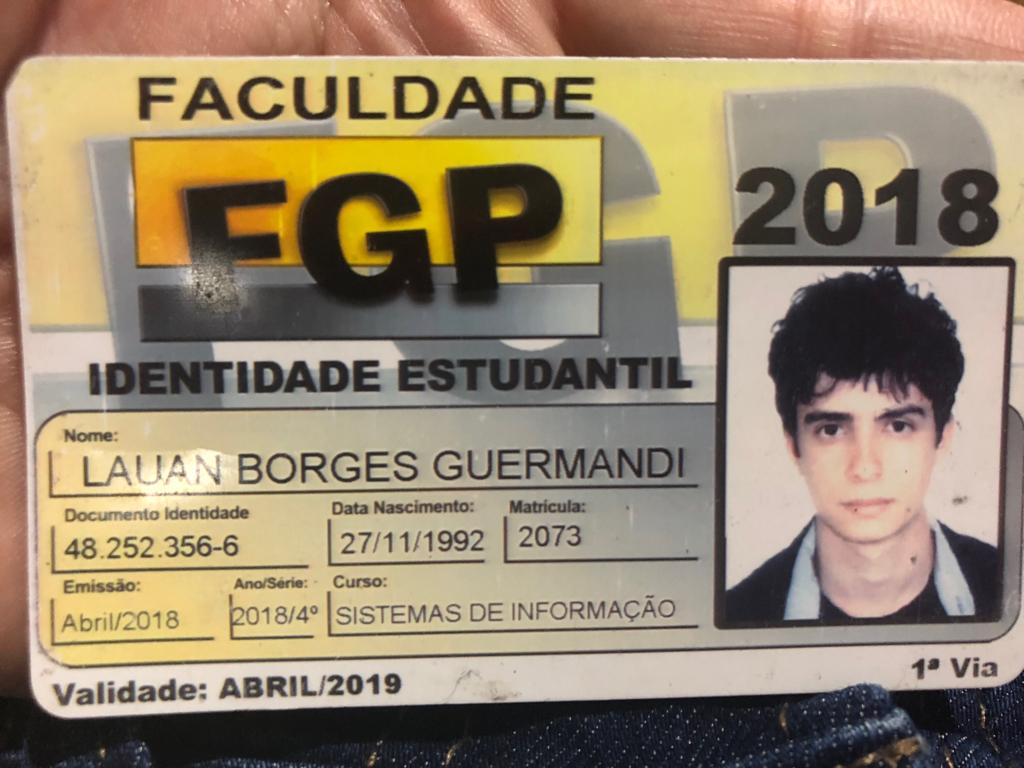 FACULDADE
FGP
2018
IDENTIDADE ESTUDANTIL
Nome:
LAUAN BORGES GUERMANDI
Documento Identidade
48.252.356-6
Data Nascimento:
27/11/1992
Matrícula:
2073
Emissão:
Abril/2018
Ano/Série:
2018/4º
Curso:
SISTEMAS DE INFORMAÇÃO
Validade: ABRIL/2019
1ª Via